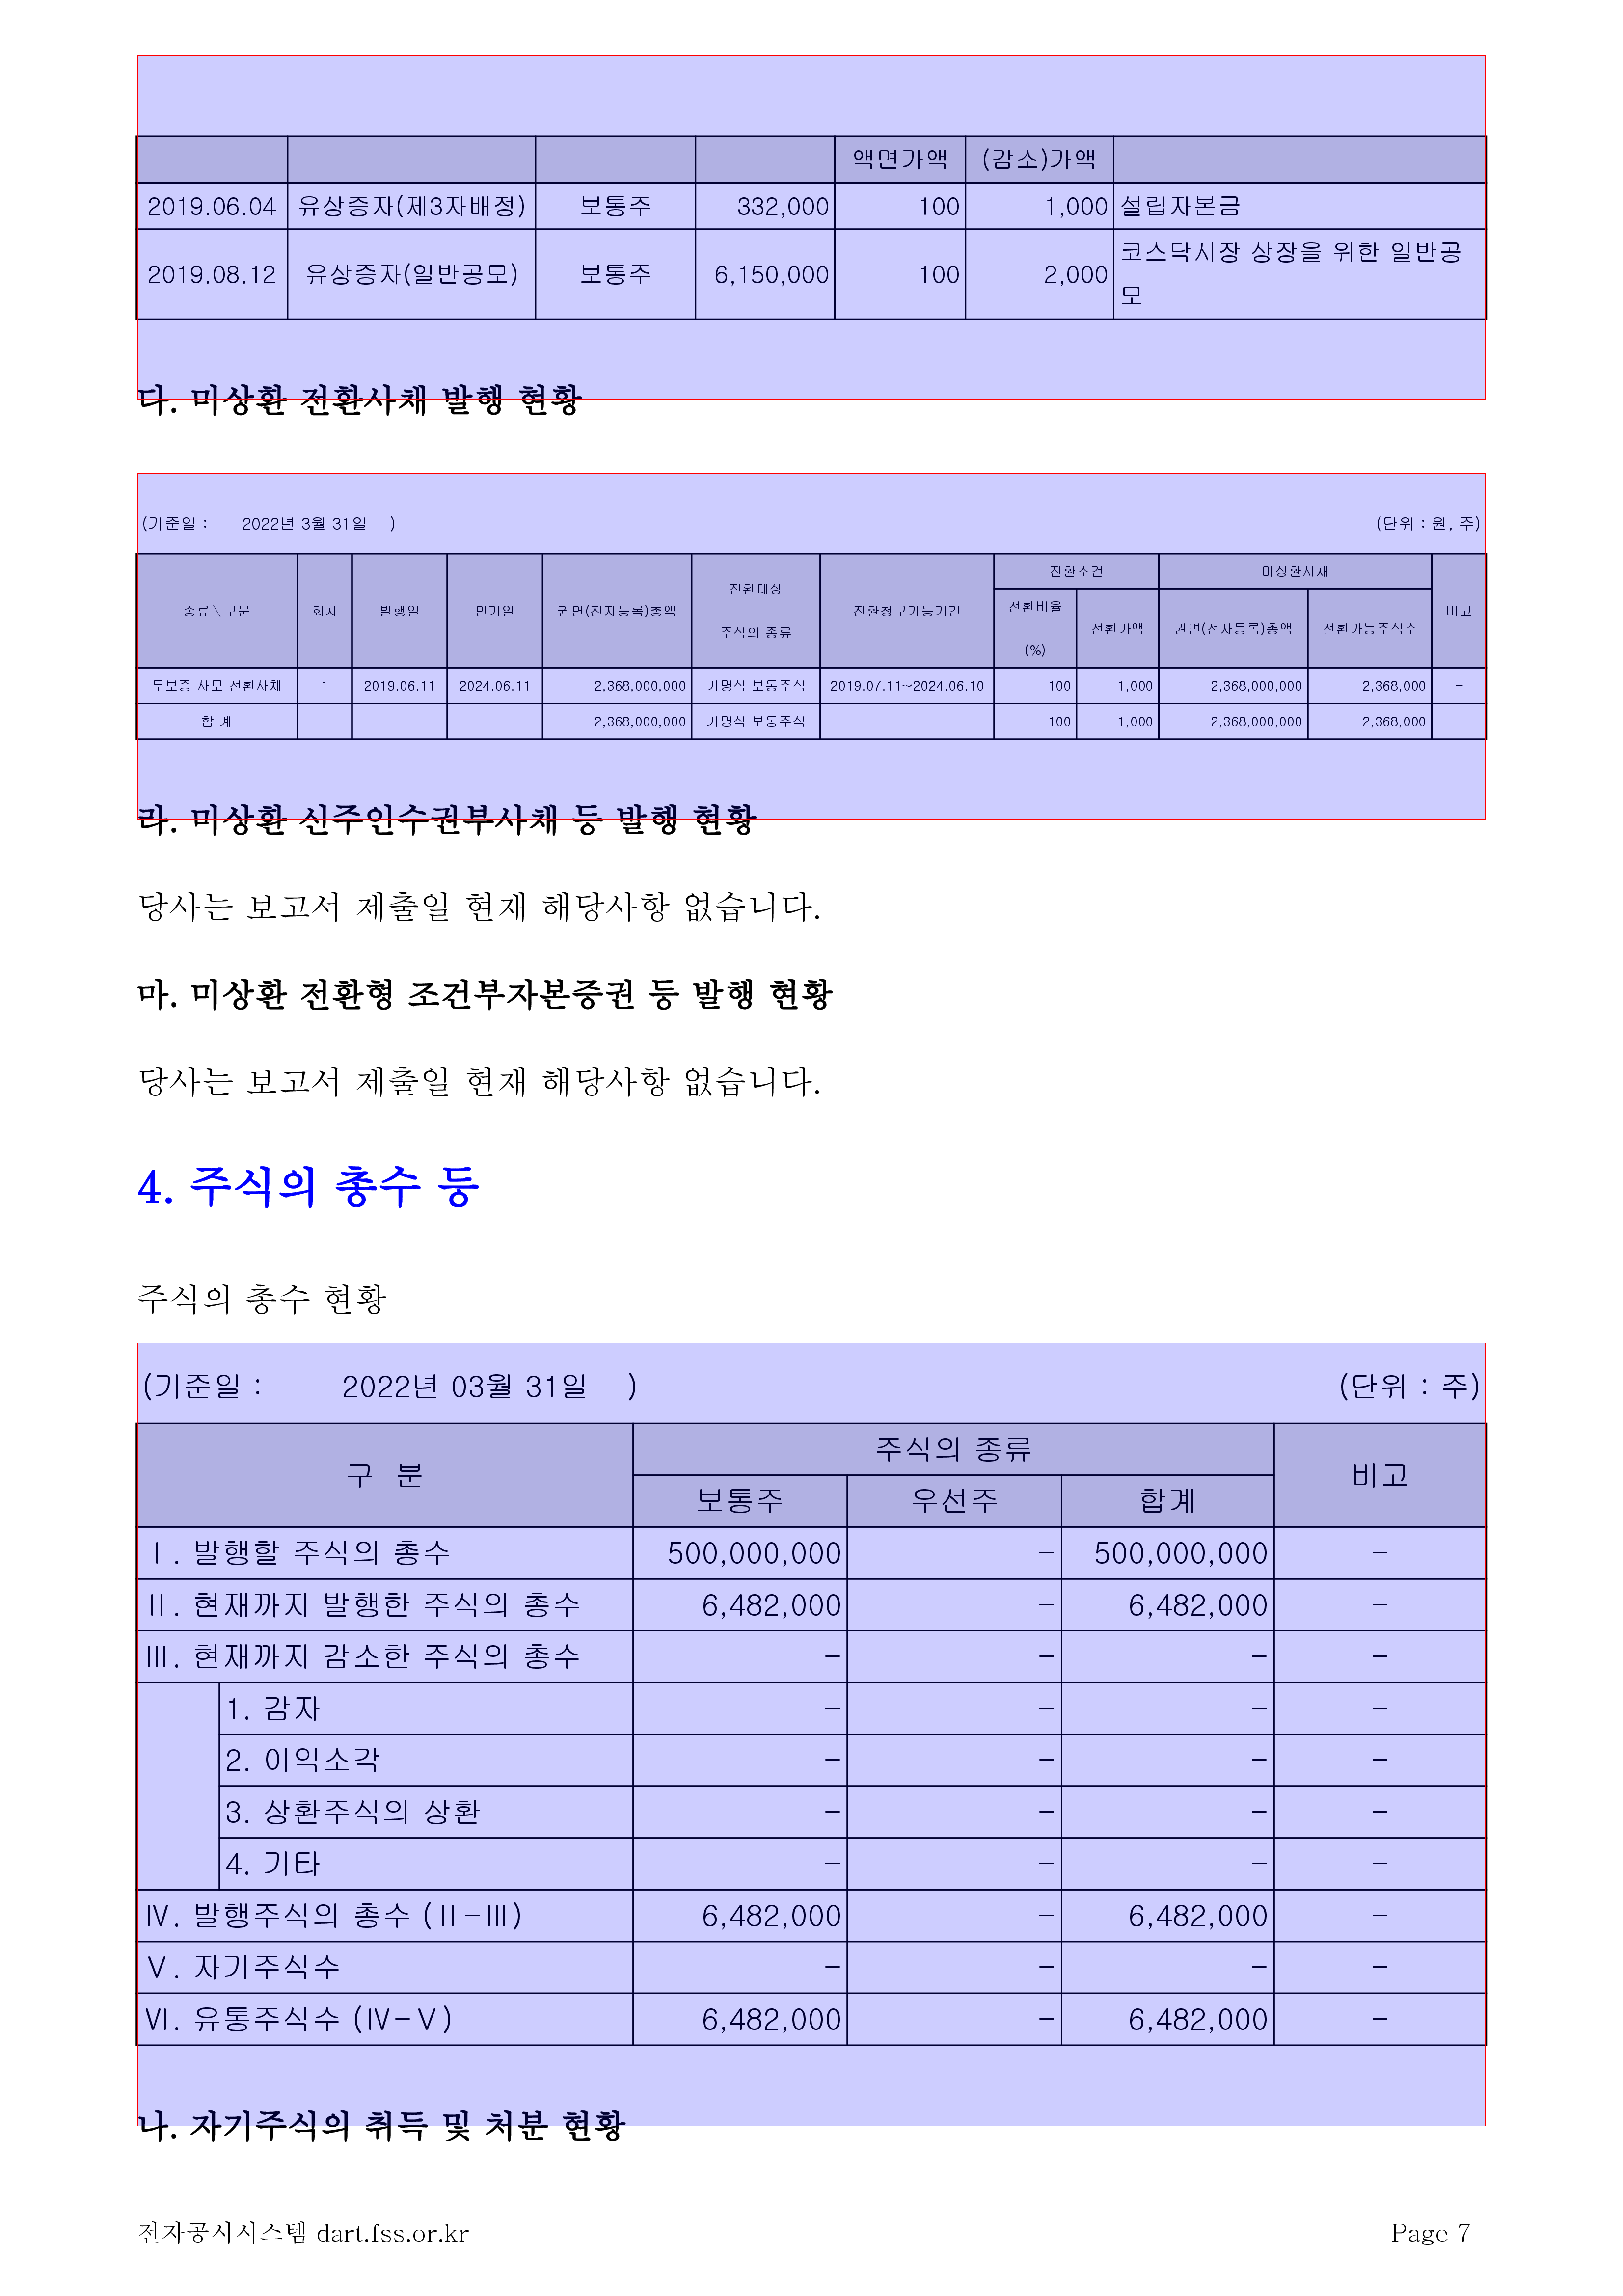 액면가액 (감소)가액
2019.06.04 유상증자(제3자배정) 보통주 332,000 100 1,000 설립자본금
2019.08.12 유상증자(일반공모) 보통주 6,150,000 100 2,000 코스닥시장 상장을 위한 일반공
모
다. 미상환 전환사채 발행 현황
(기준일 : 2022년 3월 31일 ) (단위 : 원, 주)
종류\구분 회차 발행일 만기일 권면(전자등록)총액 전환대상
주식의 종류 전환청구가능기간 전환조건 미상환사채 비고
전환비율
(%) 전환가액 권면(전자등록)총액 전환가능주식수
무보증 사모 전환사채 1 2019.06.11 2024.06.11 2,368,000,000 기명식 보통주식 2019.07.11~2024.06.10 100 1,000 2,368,000,000 2,368,000 -
합 계 - - - 2,368,000,000 기명식 보통주식 - 100 1,000 2,368,000,000 2,368,000 -
라. 미상환 신주인수권부사채 등 발행 현황
당사는 보고서 제출일 현재 해당사항 없습니다.
마. 미상환 전환형 조건부자본증권 등 발행 현황
당사는 보고서 제출일 현재 해당사항 없습니다.
4. 주식의 총수 등
주식의 총수 현황
(기준일 : 2022년 03월 31일 ) (단위 : 주)
구 분 주식의 종류 비고
보통주 우선주 합계
Ⅰ. 발행할 주식의 총수 500,000,000 - 500,000,000 -
Ⅱ. 현재까지 발행한 주식의 총수 6,482,000 - 6,482,000 -
Ⅲ. 현재까지 감소한 주식의 총수 - - - -
1. 감자 - - - -
2. 이익소각 - - - -
3. 상환주식의 상환 - - - -
4. 기타 - - - -
Ⅳ. 발행주식의 총수 (Ⅱ-Ⅲ) 6,482,000 - 6,482,000 -
Ⅴ. 자기주식수 - - - -
Ⅵ. 유통주식수 (Ⅳ-Ⅴ) 6,482,000 - 6,482,000 -
나. 자기주식의 취득 및 처분 현황
전자공시시스템 dart.fss.or.kr Page 7